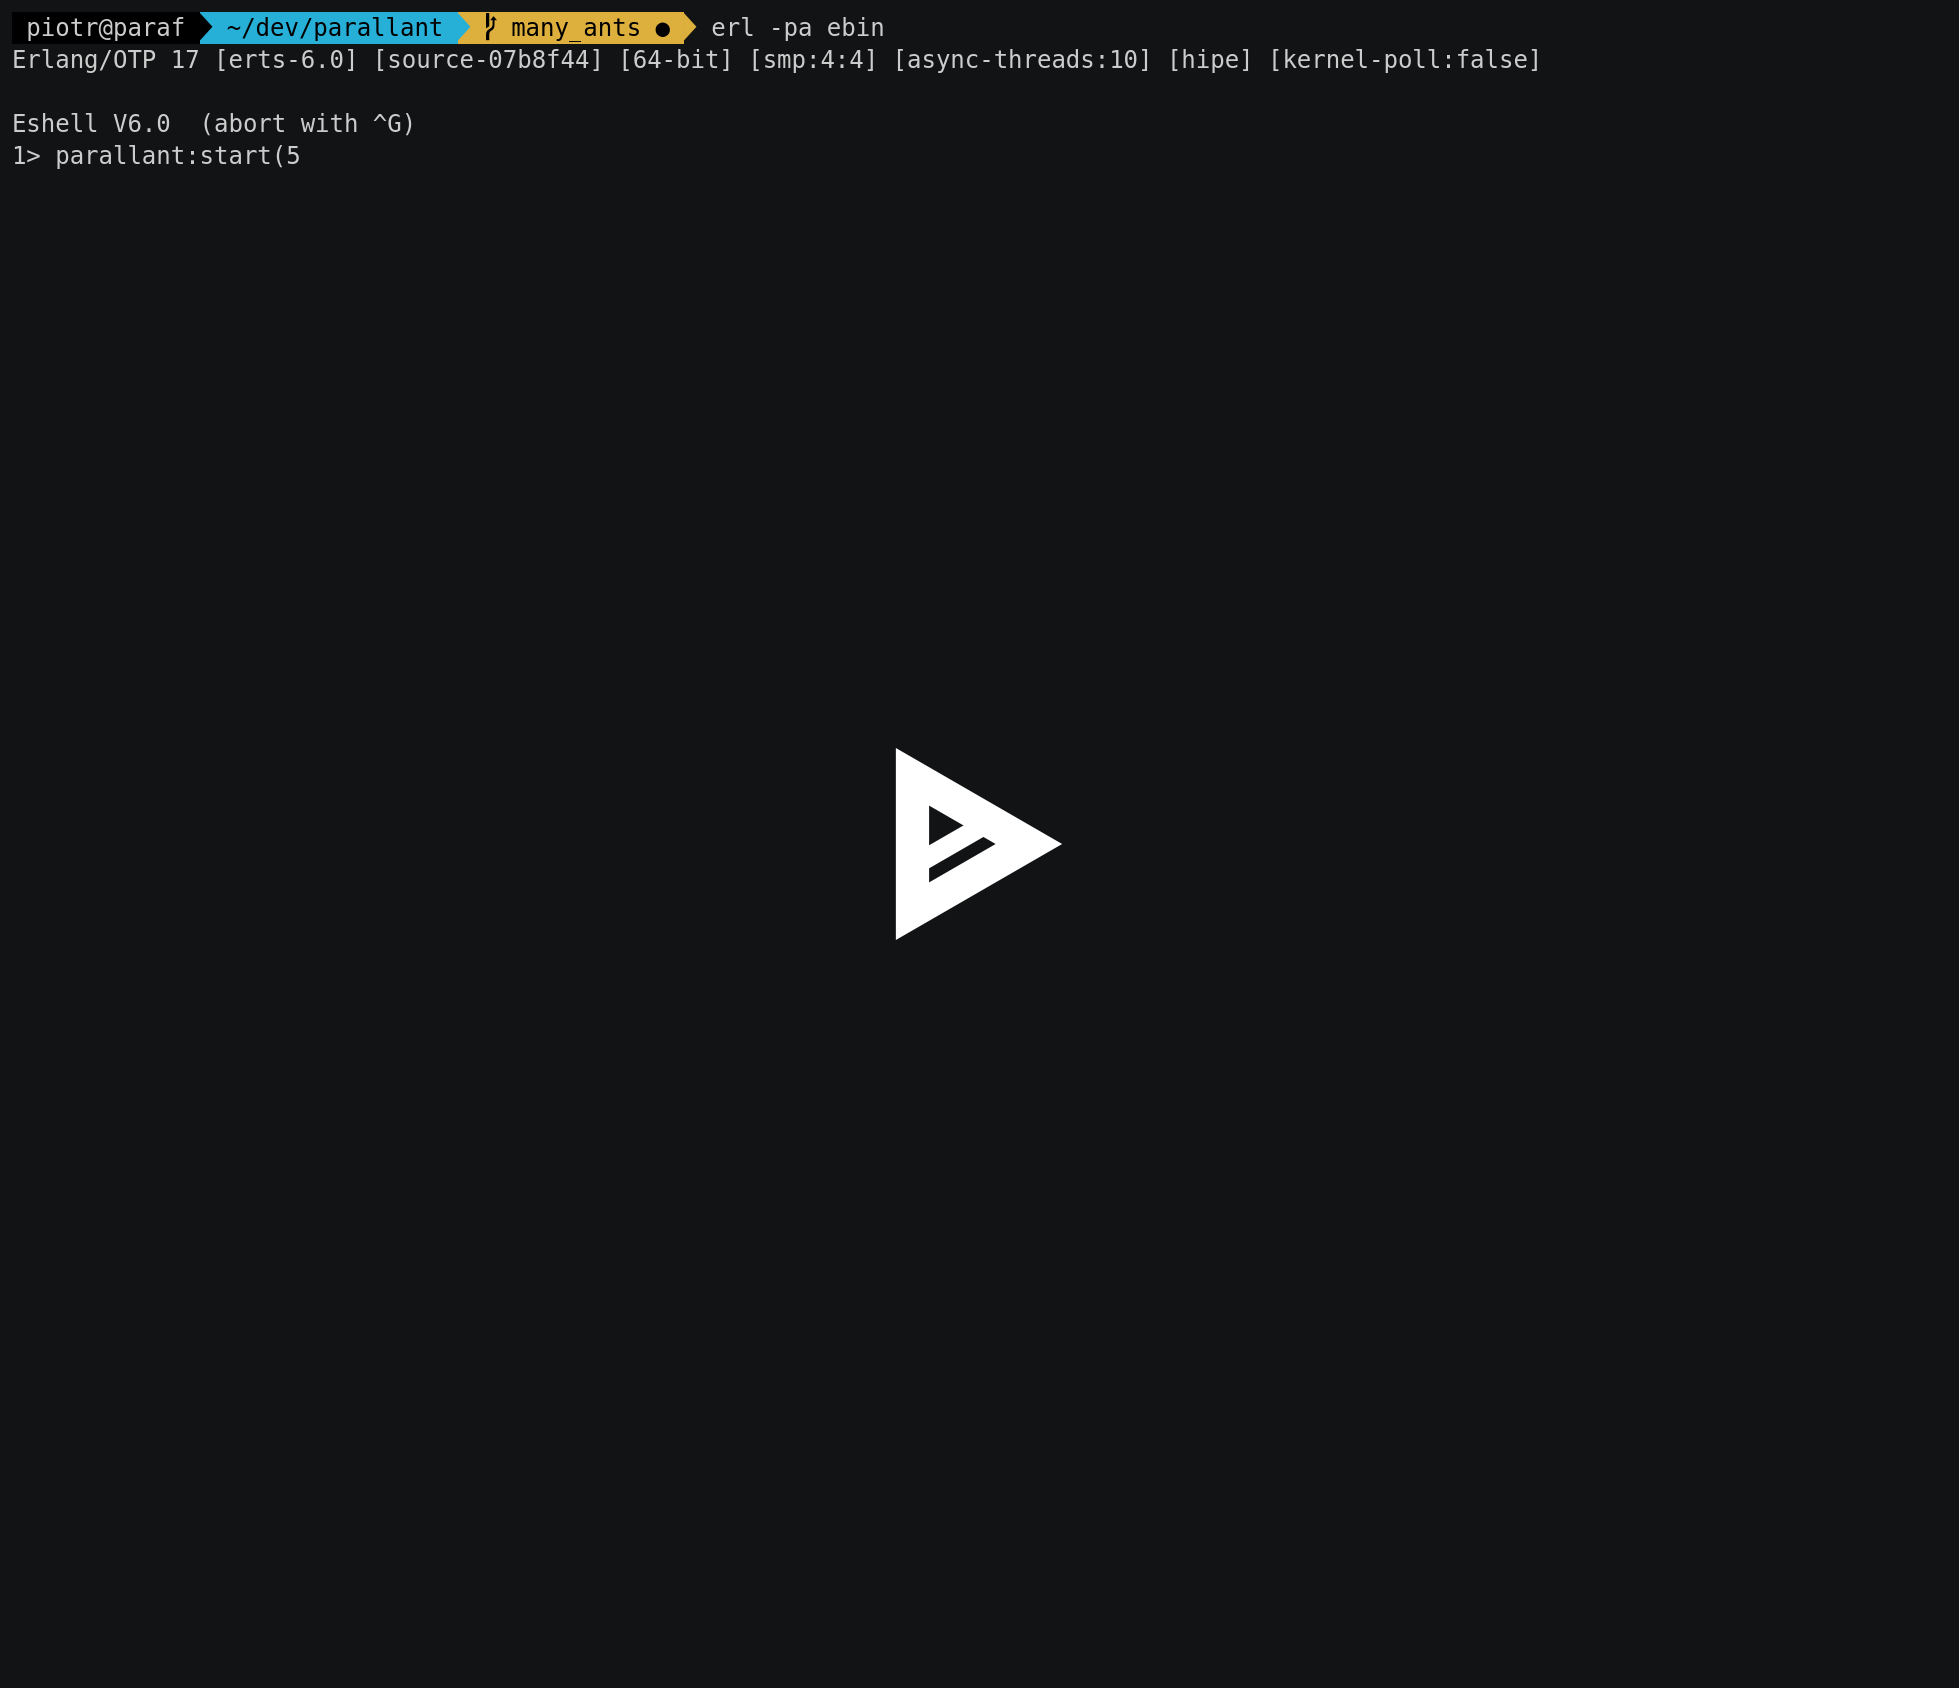 piotr@paraf ~/dev/parallant many_ants ● erl -pa ebin
Erlang/OTP 17 [erts-6.0] [source-07b8f44] [64-bit] [smp:4:4] [async-threads:10] [hipe] [kernel-poll:false]
Eshell V6.0  (abort with ^G)
1> parallant:start(5